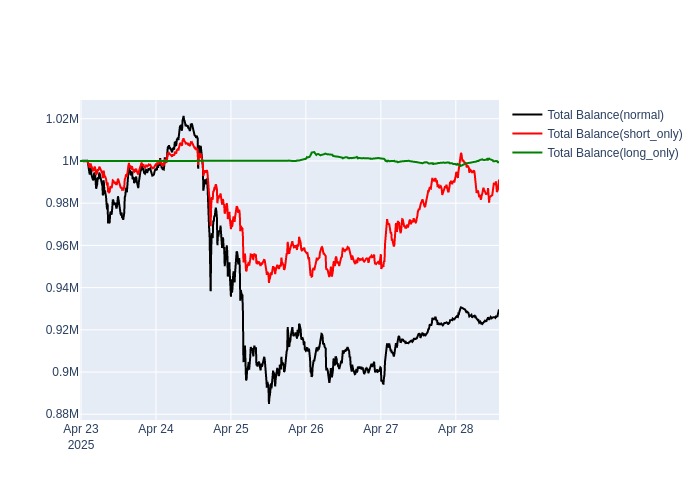 1.02M
1M
0.98M
0.96M
0.94M
0.92M
0.9M
0.88M
Apr 23
2025
Apr 24
Apr 25
Apr 26
Apr 27
Apr 28
Total Balance(normal)
Total Balance(short_only)
Total Balance(long_only)